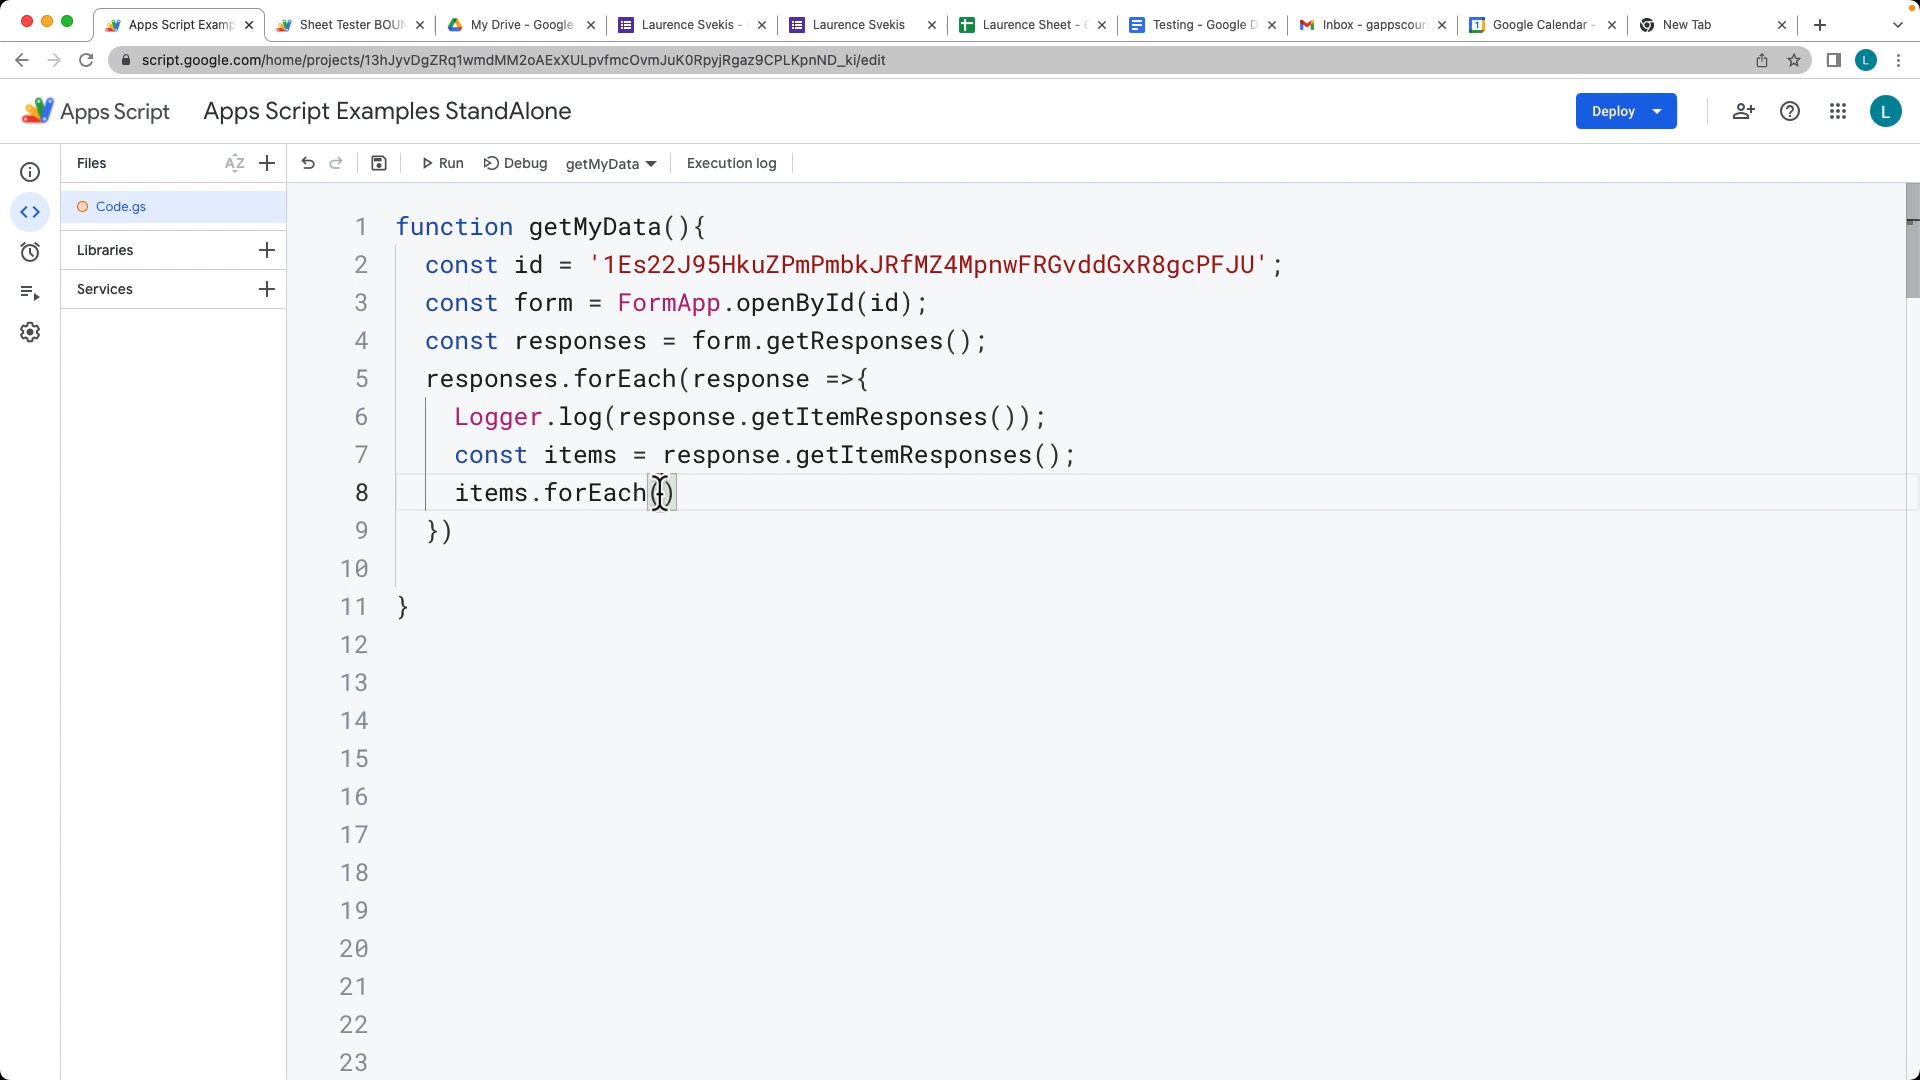 Apps Script Examp
Sheet Tester BOUN
My Drive - Google
Laurence Svekis -
Laurence Svekis
Laurence Sheet - G
Testing - Google D
Inbox - gappscour
Google Calendar -
New Tab
script.google.com/home/projects/13hJyvDgZRq1wmdMM2oAExXULpvfmcOvmJuK0RpyjRgaz9CPLKpnND_ki/edit
L
Apps Script
Apps Script Examples StandAlone
Deploy
L
Files
AZ
Run
Debug
getMyData
Execution log
Code.gs
Libraries
Services
1 function getMyData(){
2 const id = '1Es22J95HkuZPmPmbkJRfMZ4MpnwFRGvddGxR8gcPFJU';
3 const form = FormApp.openById(id);
4 const responses = form.getResponses();
5 responses.forEach(response =>{
6 Logger.log(response.getItemResponses());
7 const items = response.getItemResponses();
8 items.forEach()
9 })
10
11 }
12
13
14
15
16
17
18
19
20
21
22
23